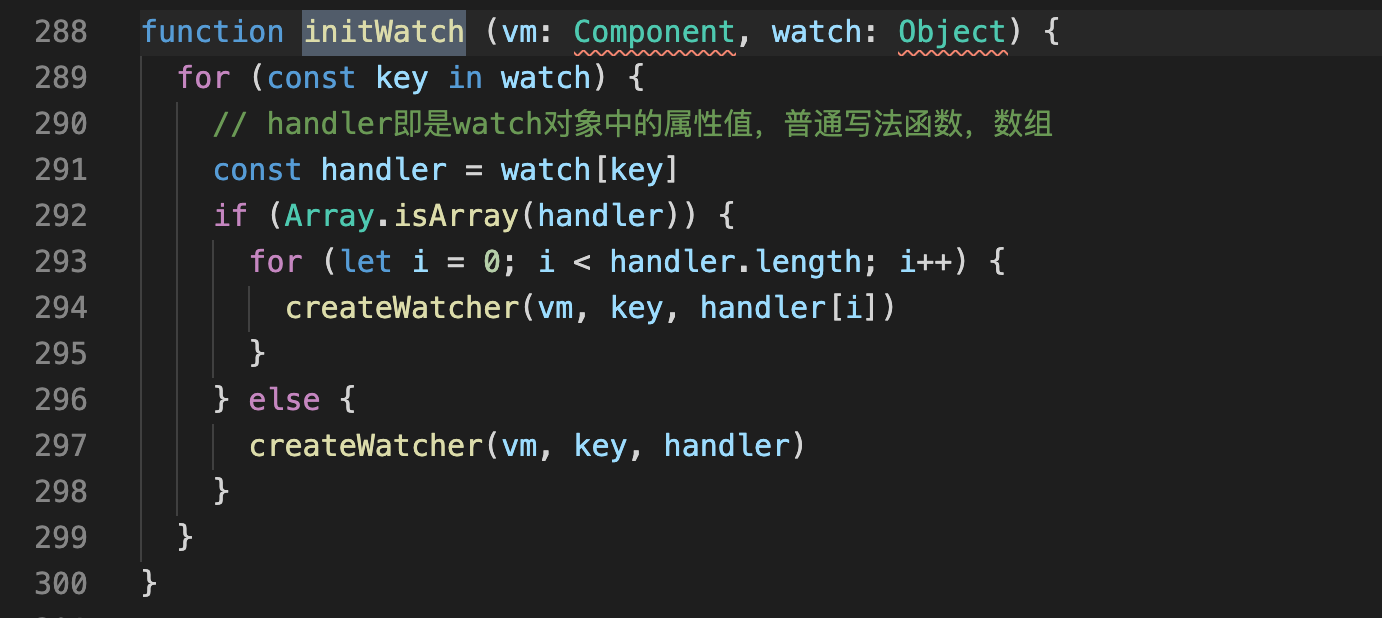 288 function initWatch (vm: Component, watch: Object) {
289 for (const key in watch) {
290 // handler即是watch对象中的属性值，普通写法函数，数组
291 const handler = watch[key]
292 if (Array.isArray(handler)) {
293 for (let i = 0; i < handler.length; i++) {
294 createWatcher(vm, key, handler[i])
295 }
296 } else {
297 createWatcher(vm, key, handler)
298 }
299 }
300 }